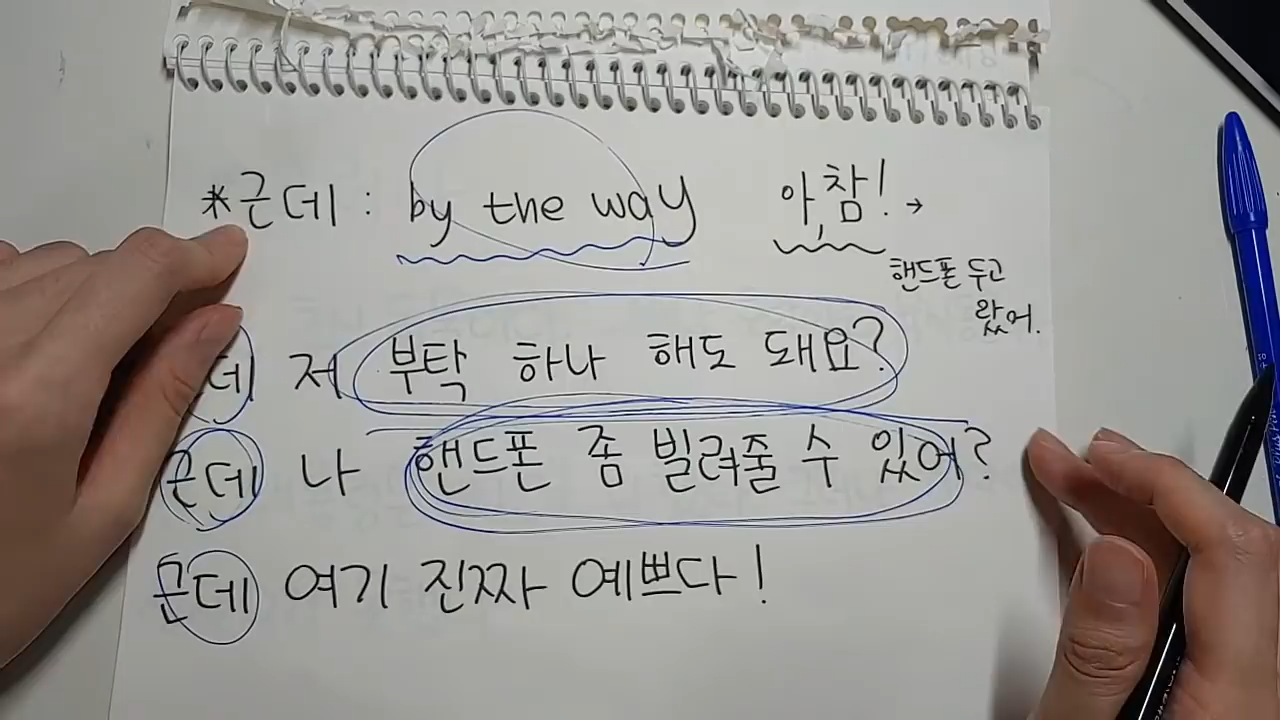 *근데 : by the way
아, 참! →
핸드폰 두고
왔어.
데 저 부탁 하나 해도 돼요?
근데 나 핸드폰 좀 빌려줄 수 있어?
근데 여기 진짜 예쁘다!